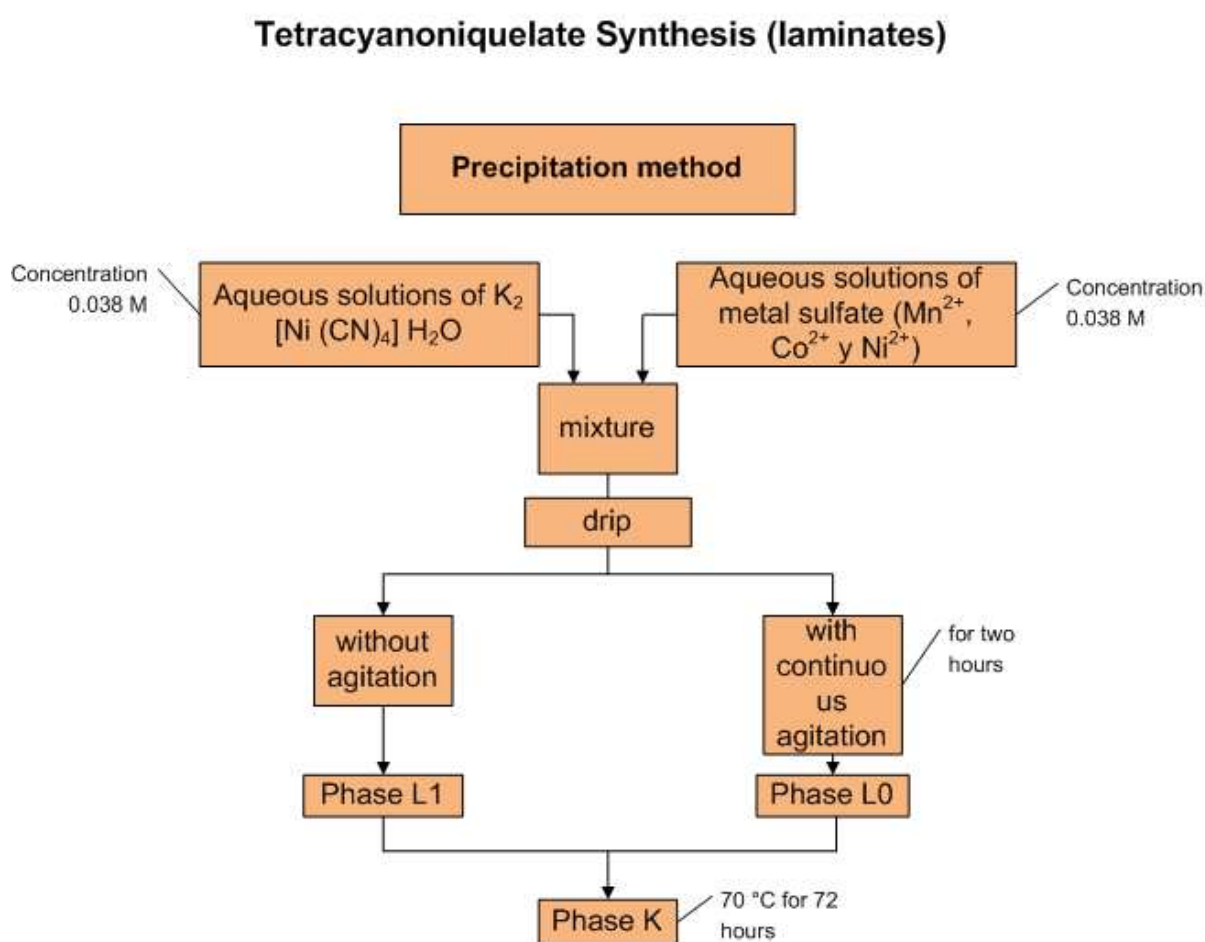 Tetracyanoniquelate Synthesis (laminates)
Precipitation method
Concentration
0.038 M
Aqueous solutions of K₂
[Ni (CN)₄] H₂O
Aqueous solutions of
metal sulfate (Mn²⁺,
Co²⁺ y Ni²⁺)
Concentration
0.038 M
mixture
drip
without
agitation
with
continuo
us
agitation
for two
hours
Phase L1
Phase L0
Phase K
70 °C for 72
hours